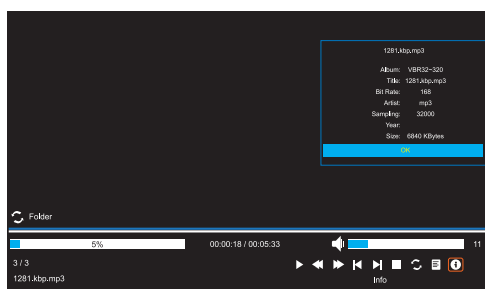 1281.kbp.mp3
Album: VBR32~320
Title: 1281.kbp.mp3
Bit Rate: 168
Artist: mp3
Sampling: 32000
Year:
Size: 6840 KBytes
OK
Folder
5% 00:00:18 / 00:05:33 11
3 / 3
1281.kbp.mp3 Info